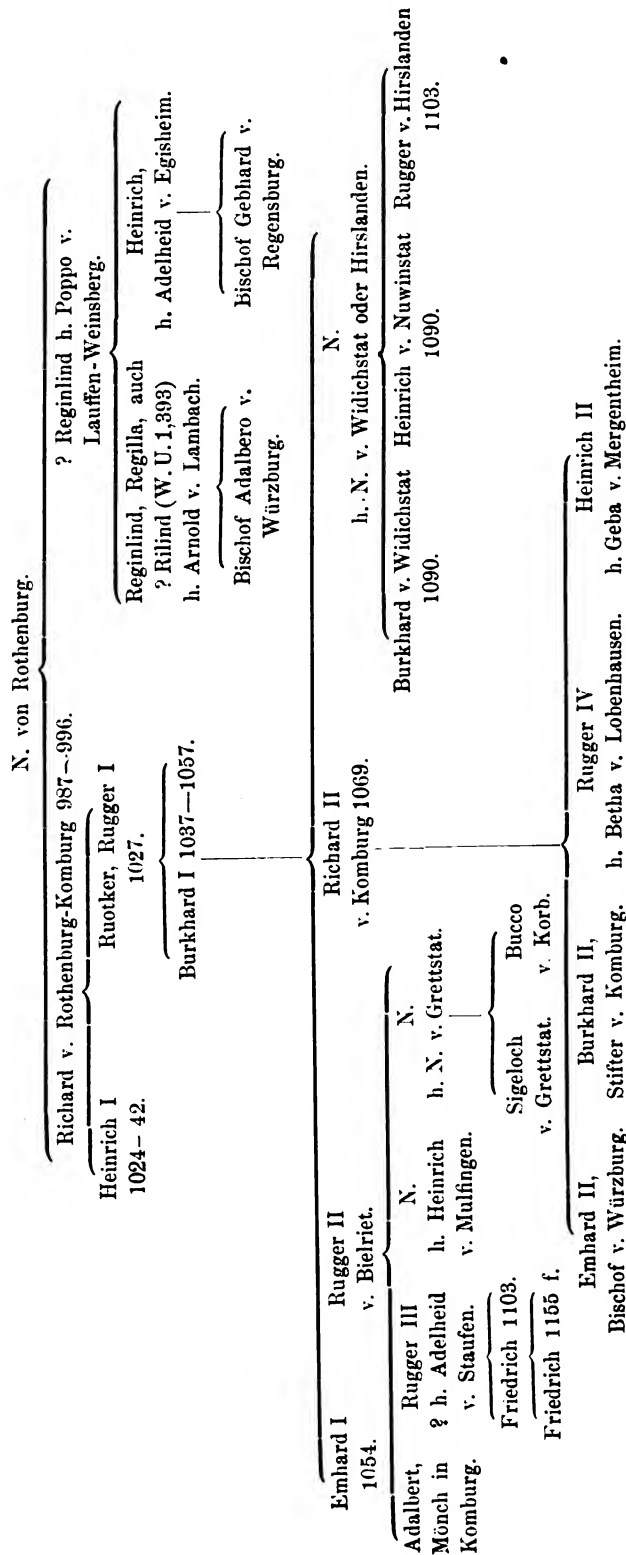 N. von Rothenburg.
Richard v. Rothenburg-Komburg 987—996.
? Reginlind h. Poppo v.
Lauffen-Weinsberg.
Heinrich I
1024—42.
Ruotker, Rugger I
1027.
Reginlind, Regilla, auch
? Rilind (W. U. 1,393)
h. Arnold v. Lambach.
Heinrich,
h. Adelheid v. Egisheim.
Burkhard I 1037—1057.
Bischof Adalbero v.
Würzburg.
Bischof Gebhard v.
Regensburg.
Emhard I
1054.
Rugger II
v. Bielriet.
Richard II
v. Komburg 1069.
N.
h. N. v. Widichstat oder Hirslanden.
Adalbert,
Mönch in
Komburg.
Rugger III
? h. Adelheid
v. Staufen.
N.
h. Heinrich
v. Mulfingen.
N.
h. N. v. Grettstat.
Burkhard v. Widichstat
1090.
Heinrich v. Nuwinstat
1090.
Rugger v. Hirslanden
1103.
Friedrich 1103.
Friedrich 1155 f.
Sigeloch
v. Grettstat.
Bucco
v. Korb.
Emhard II,
Bischof v. Würzburg.
Burkhard II,
Stifter v. Komburg.
Rugger IV
h. Betha v. Lobenhausen.
Heinrich II
h. Geba v. Mergentheim.